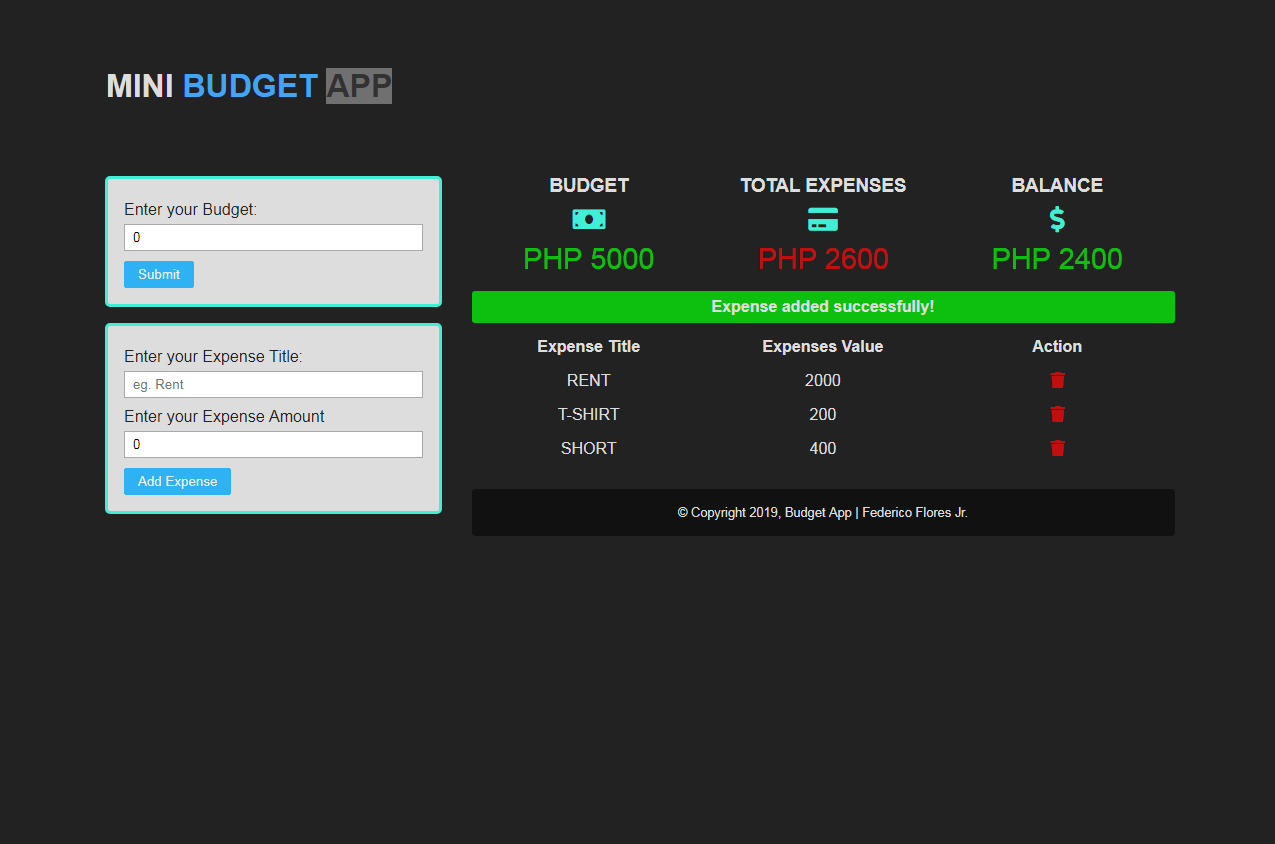 MINI BUDGET APP
Enter your Budget:
0
Submit
Enter your Expense Title:
eg. Rent
Enter your Expense Amount
0
Add Expense
BUDGET TOTAL EXPENSES BALANCE
PHP 5000 PHP 2600 PHP 2400
Expense added successfully!
Expense Title Expenses Value Action
RENT 2000
T-SHIRT 200
SHORT 400
© Copyright 2019, Budget App | Federico Flores Jr.